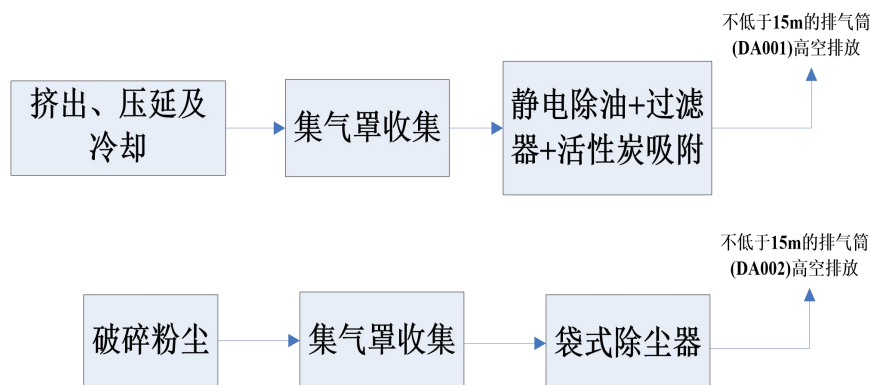 不低于15m的排气筒
(DA001)高空排放
挤出、压延及
冷却
集气罩收集
静电除油+过滤
器+活性炭吸附
不低于15m的排气筒
(DA002)高空排放
破碎粉尘
集气罩收集
袋式除尘器